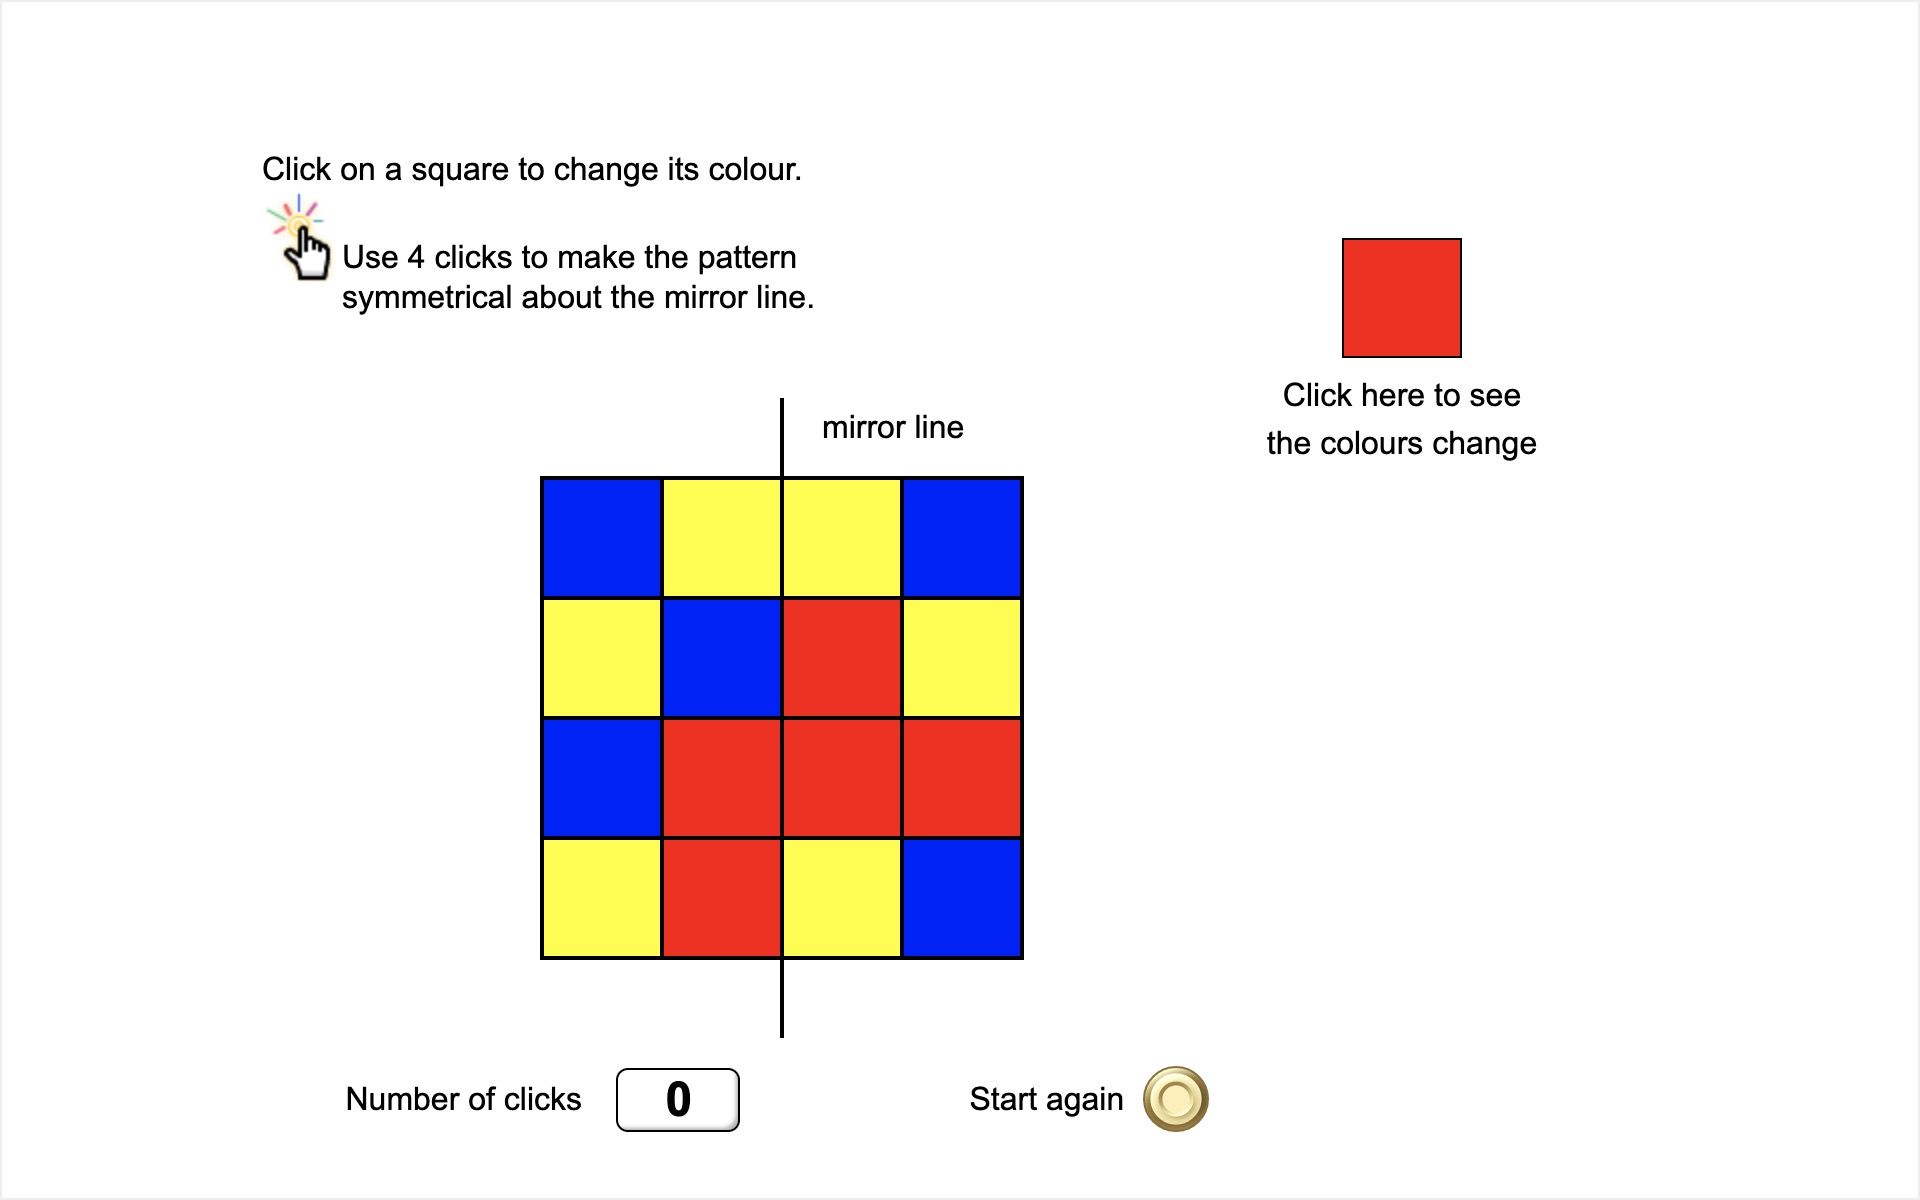 Click on a square to change its colour.
Use 4 clicks to make the pattern
symmetrical about the mirror line.
Click here to see
the colours change
mirror line
Number of clicks 0 Start again